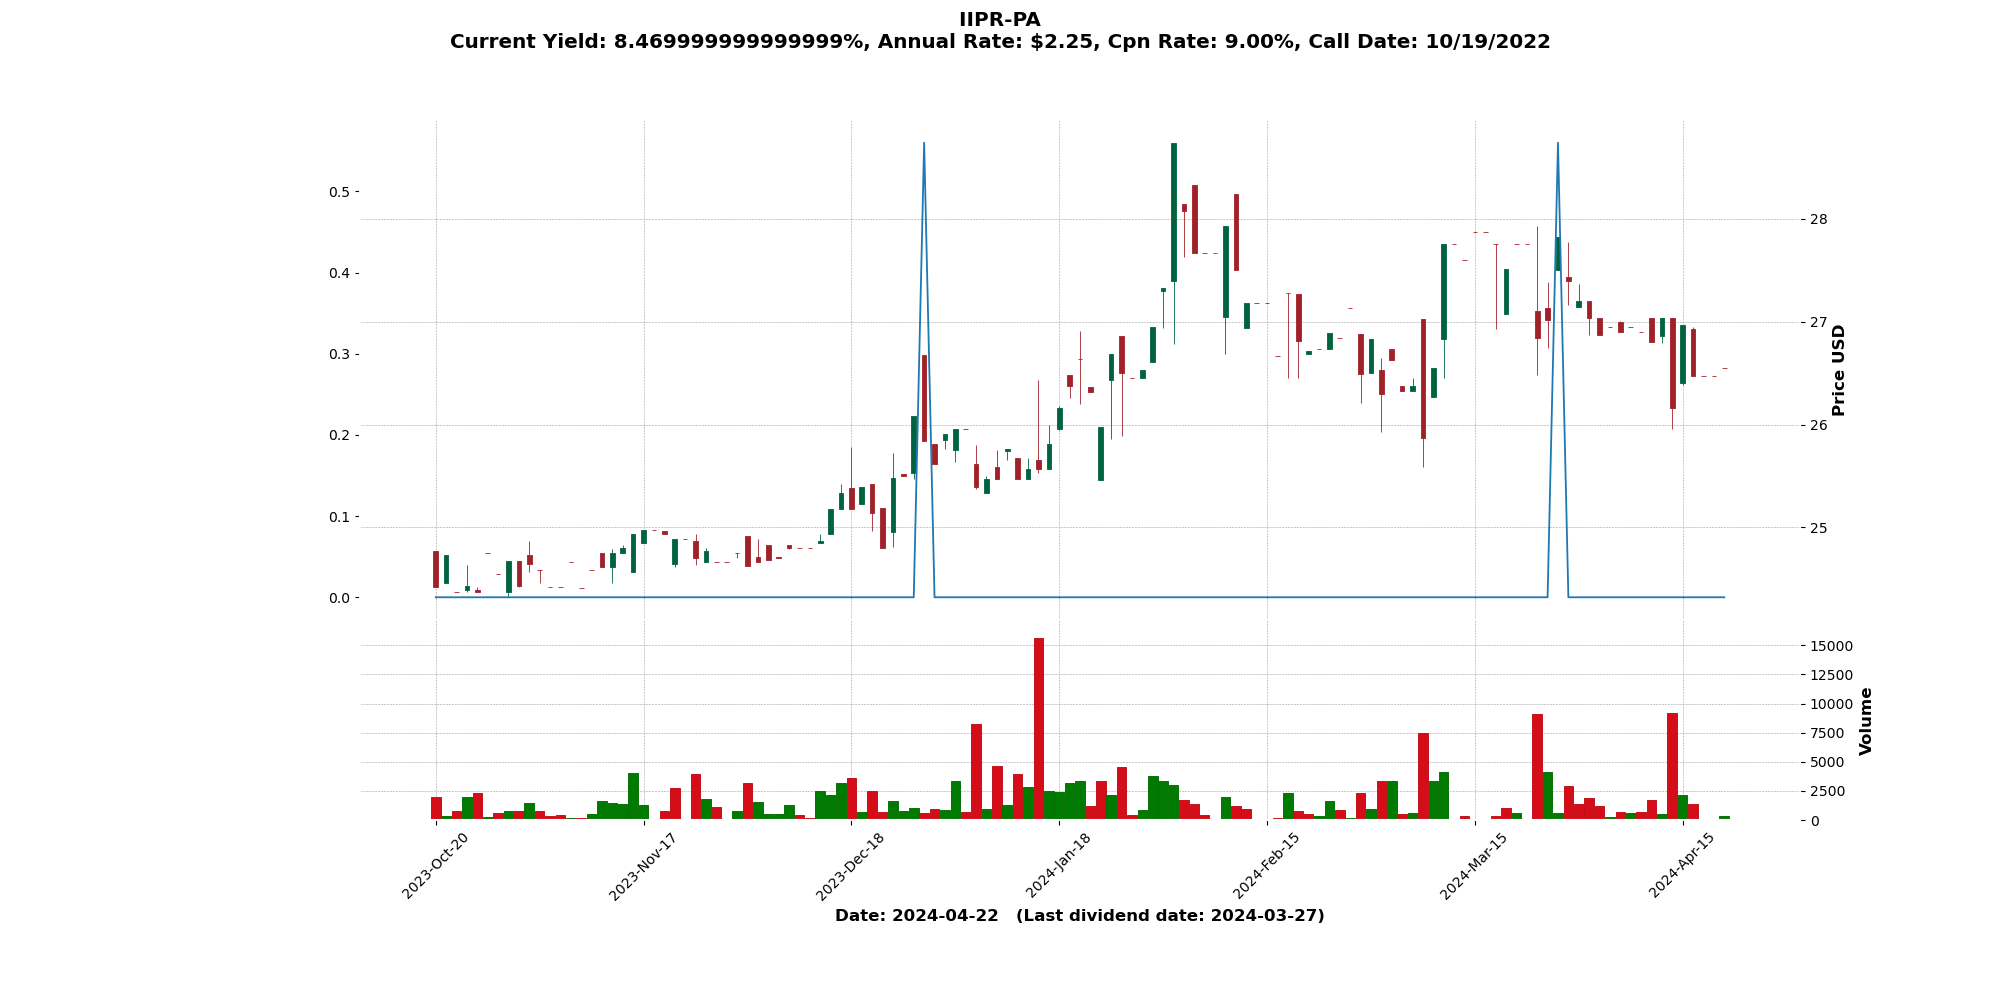 IIPR-PA
Current Yield: 8.469999999999999%, Annual Rate: $2.25, Cpn Rate: 9.00%, Call Date: 10/19/2022
0.5
0.4
0.3
0.2
0.1
0.0
28
27
26
25
Price USD
15000
12500
10000
7500
5000
2500
0
Volume
2023-Oct-20
2023-Nov-17
2023-Dec-18
2024-Jan-18
2024-Feb-15
2024-Mar-15
2024-Apr-15
Date: 2024-04-22 (Last dividend date: 2024-03-27)